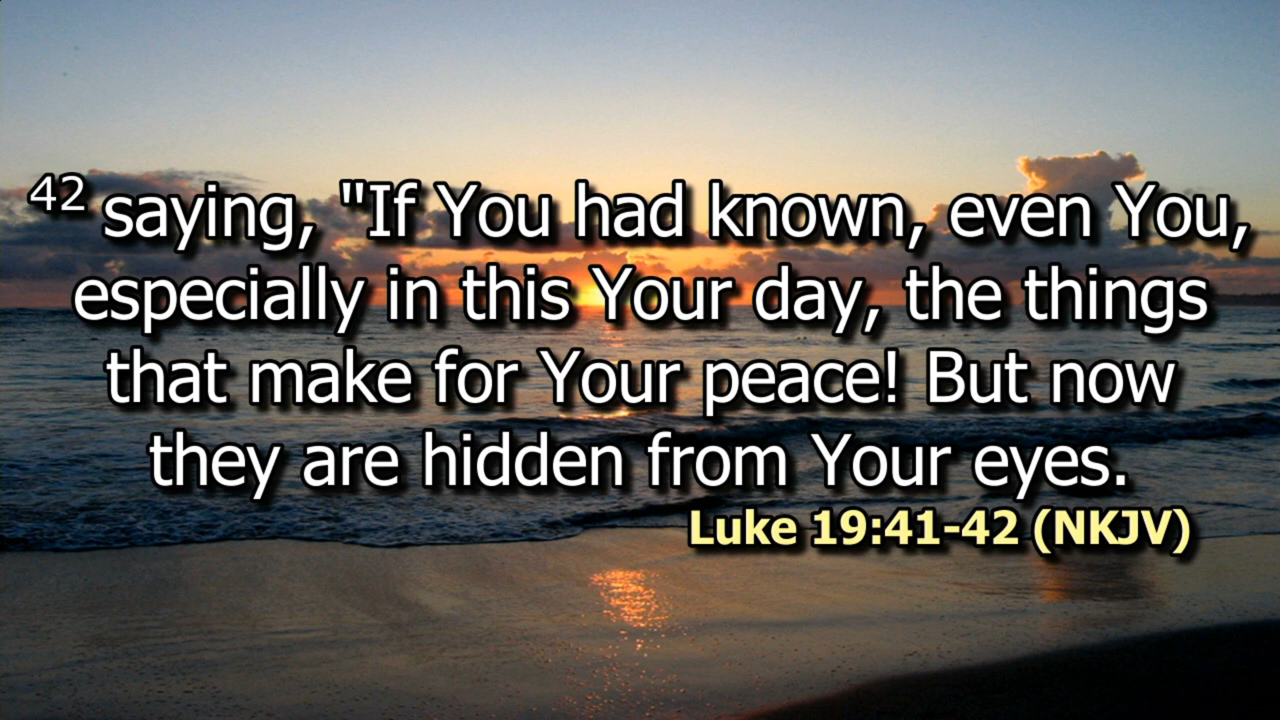 42 saying, "If You had known, even You,
especially in this Your day, the things
that make for Your peace! But now
they are hidden from Your eyes.
Luke 19:41-42 (NKJV)